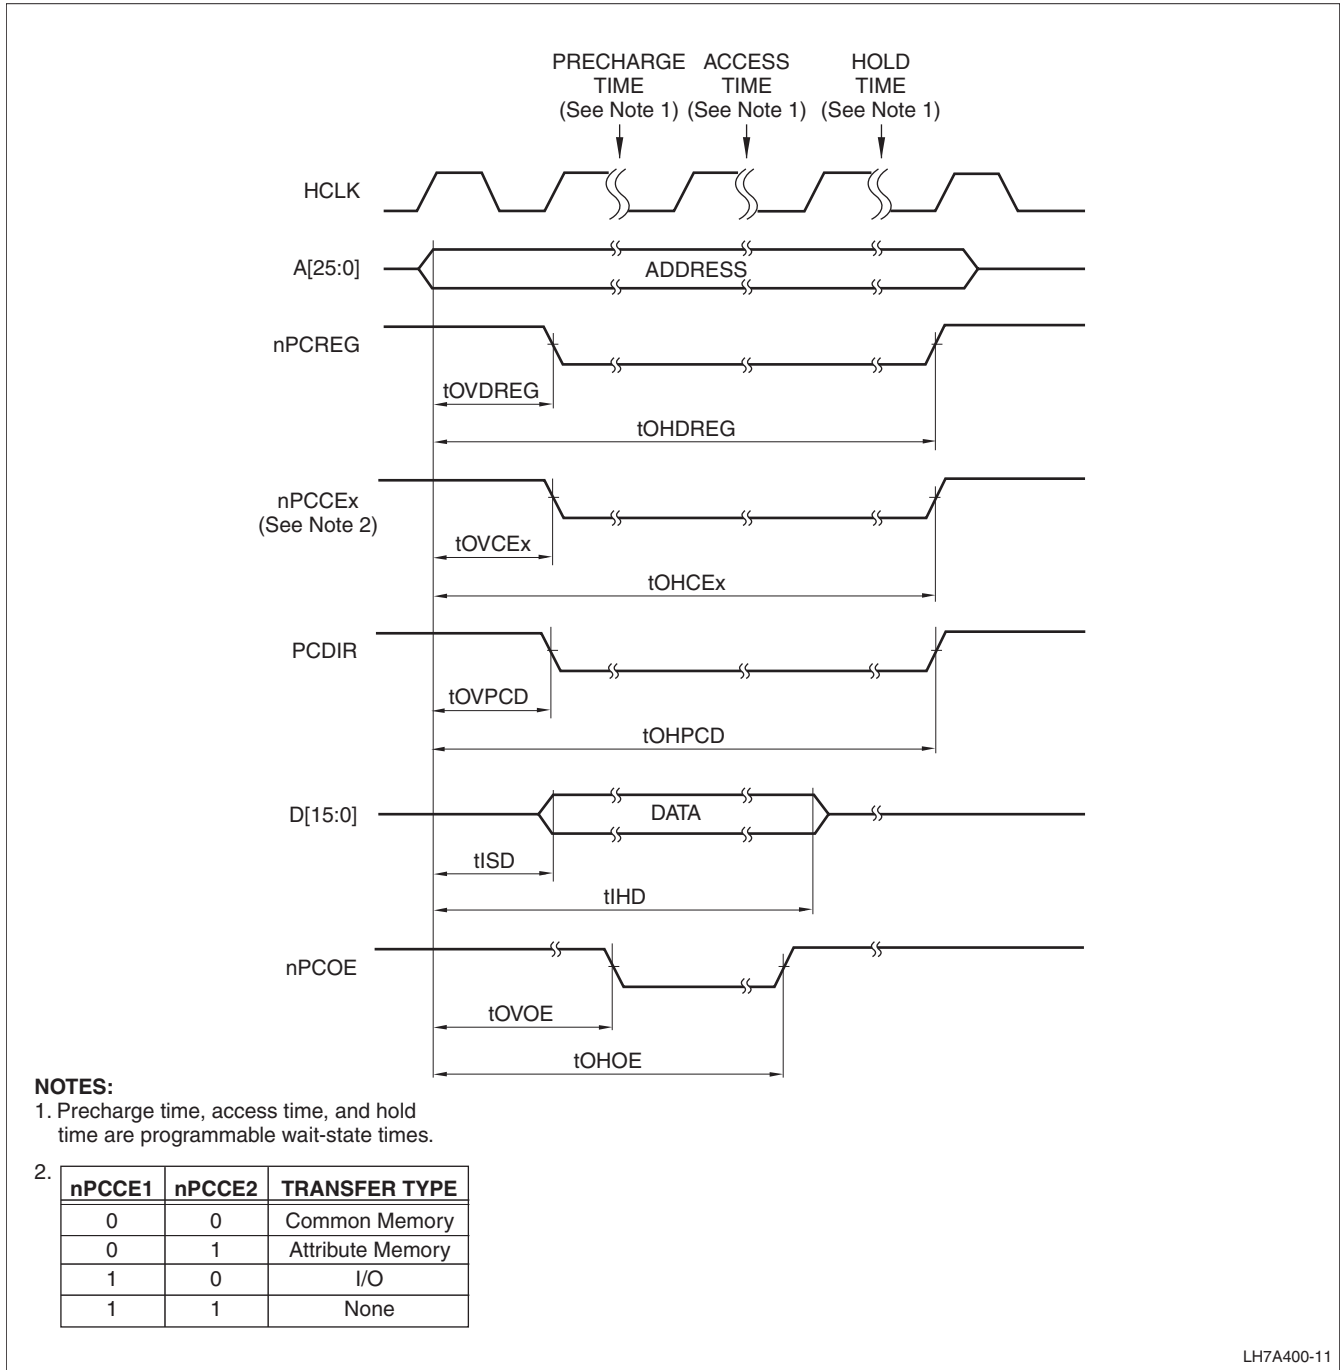 PRECHARGE TIME (See Note 1)
ACCESS TIME (See Note 1)
HOLD TIME (See Note 1)
HCLK
A[25:0]
ADDRESS
nPCREG
tOVDREG
tOHDREG
nPCCEx
(See Note 2)
tOVCEx
tOHCEx
PCDIR
tOVPCD
tOHPCD
D[15:0]
DATA
tISD
tIHD
nPCOE
tOVOE
tOHOE
NOTES:
1. Precharge time, access time, and hold
time are programmable wait-state times.
2.
nPCCE1 nPCCE2 TRANSFER TYPE
0 0 Common Memory
0 1 Attribute Memory
1 0 I/O
1 1 None
LH7A400-11